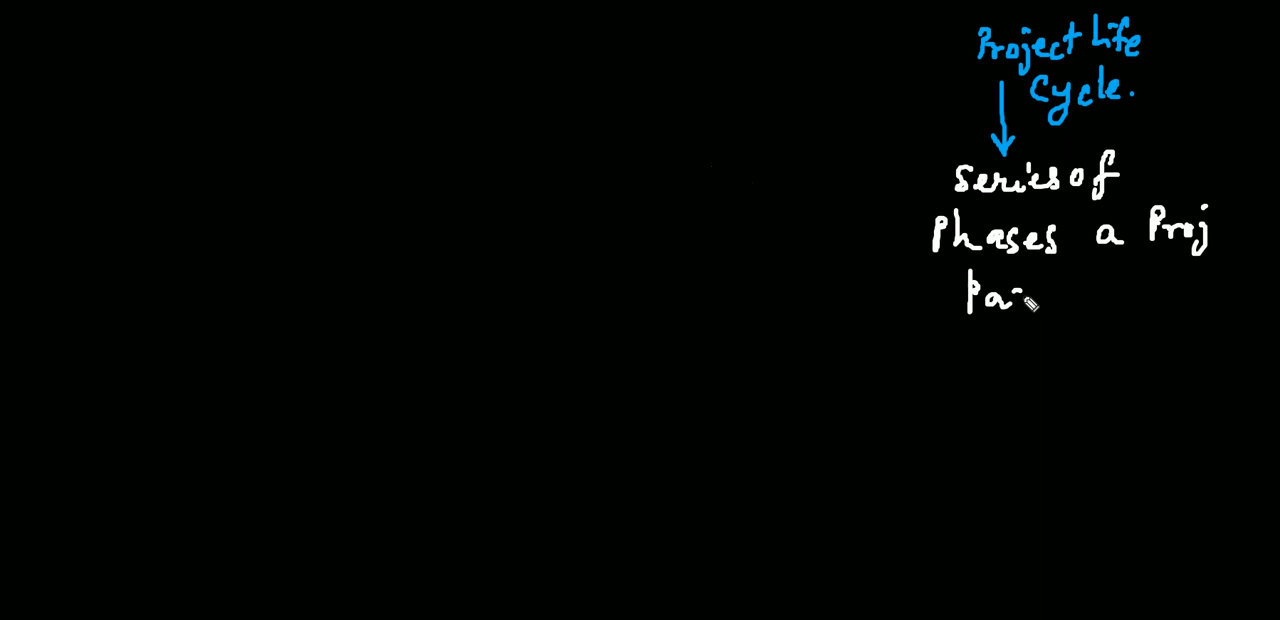 Project Life
Cycle.
series of
Phases a Proj